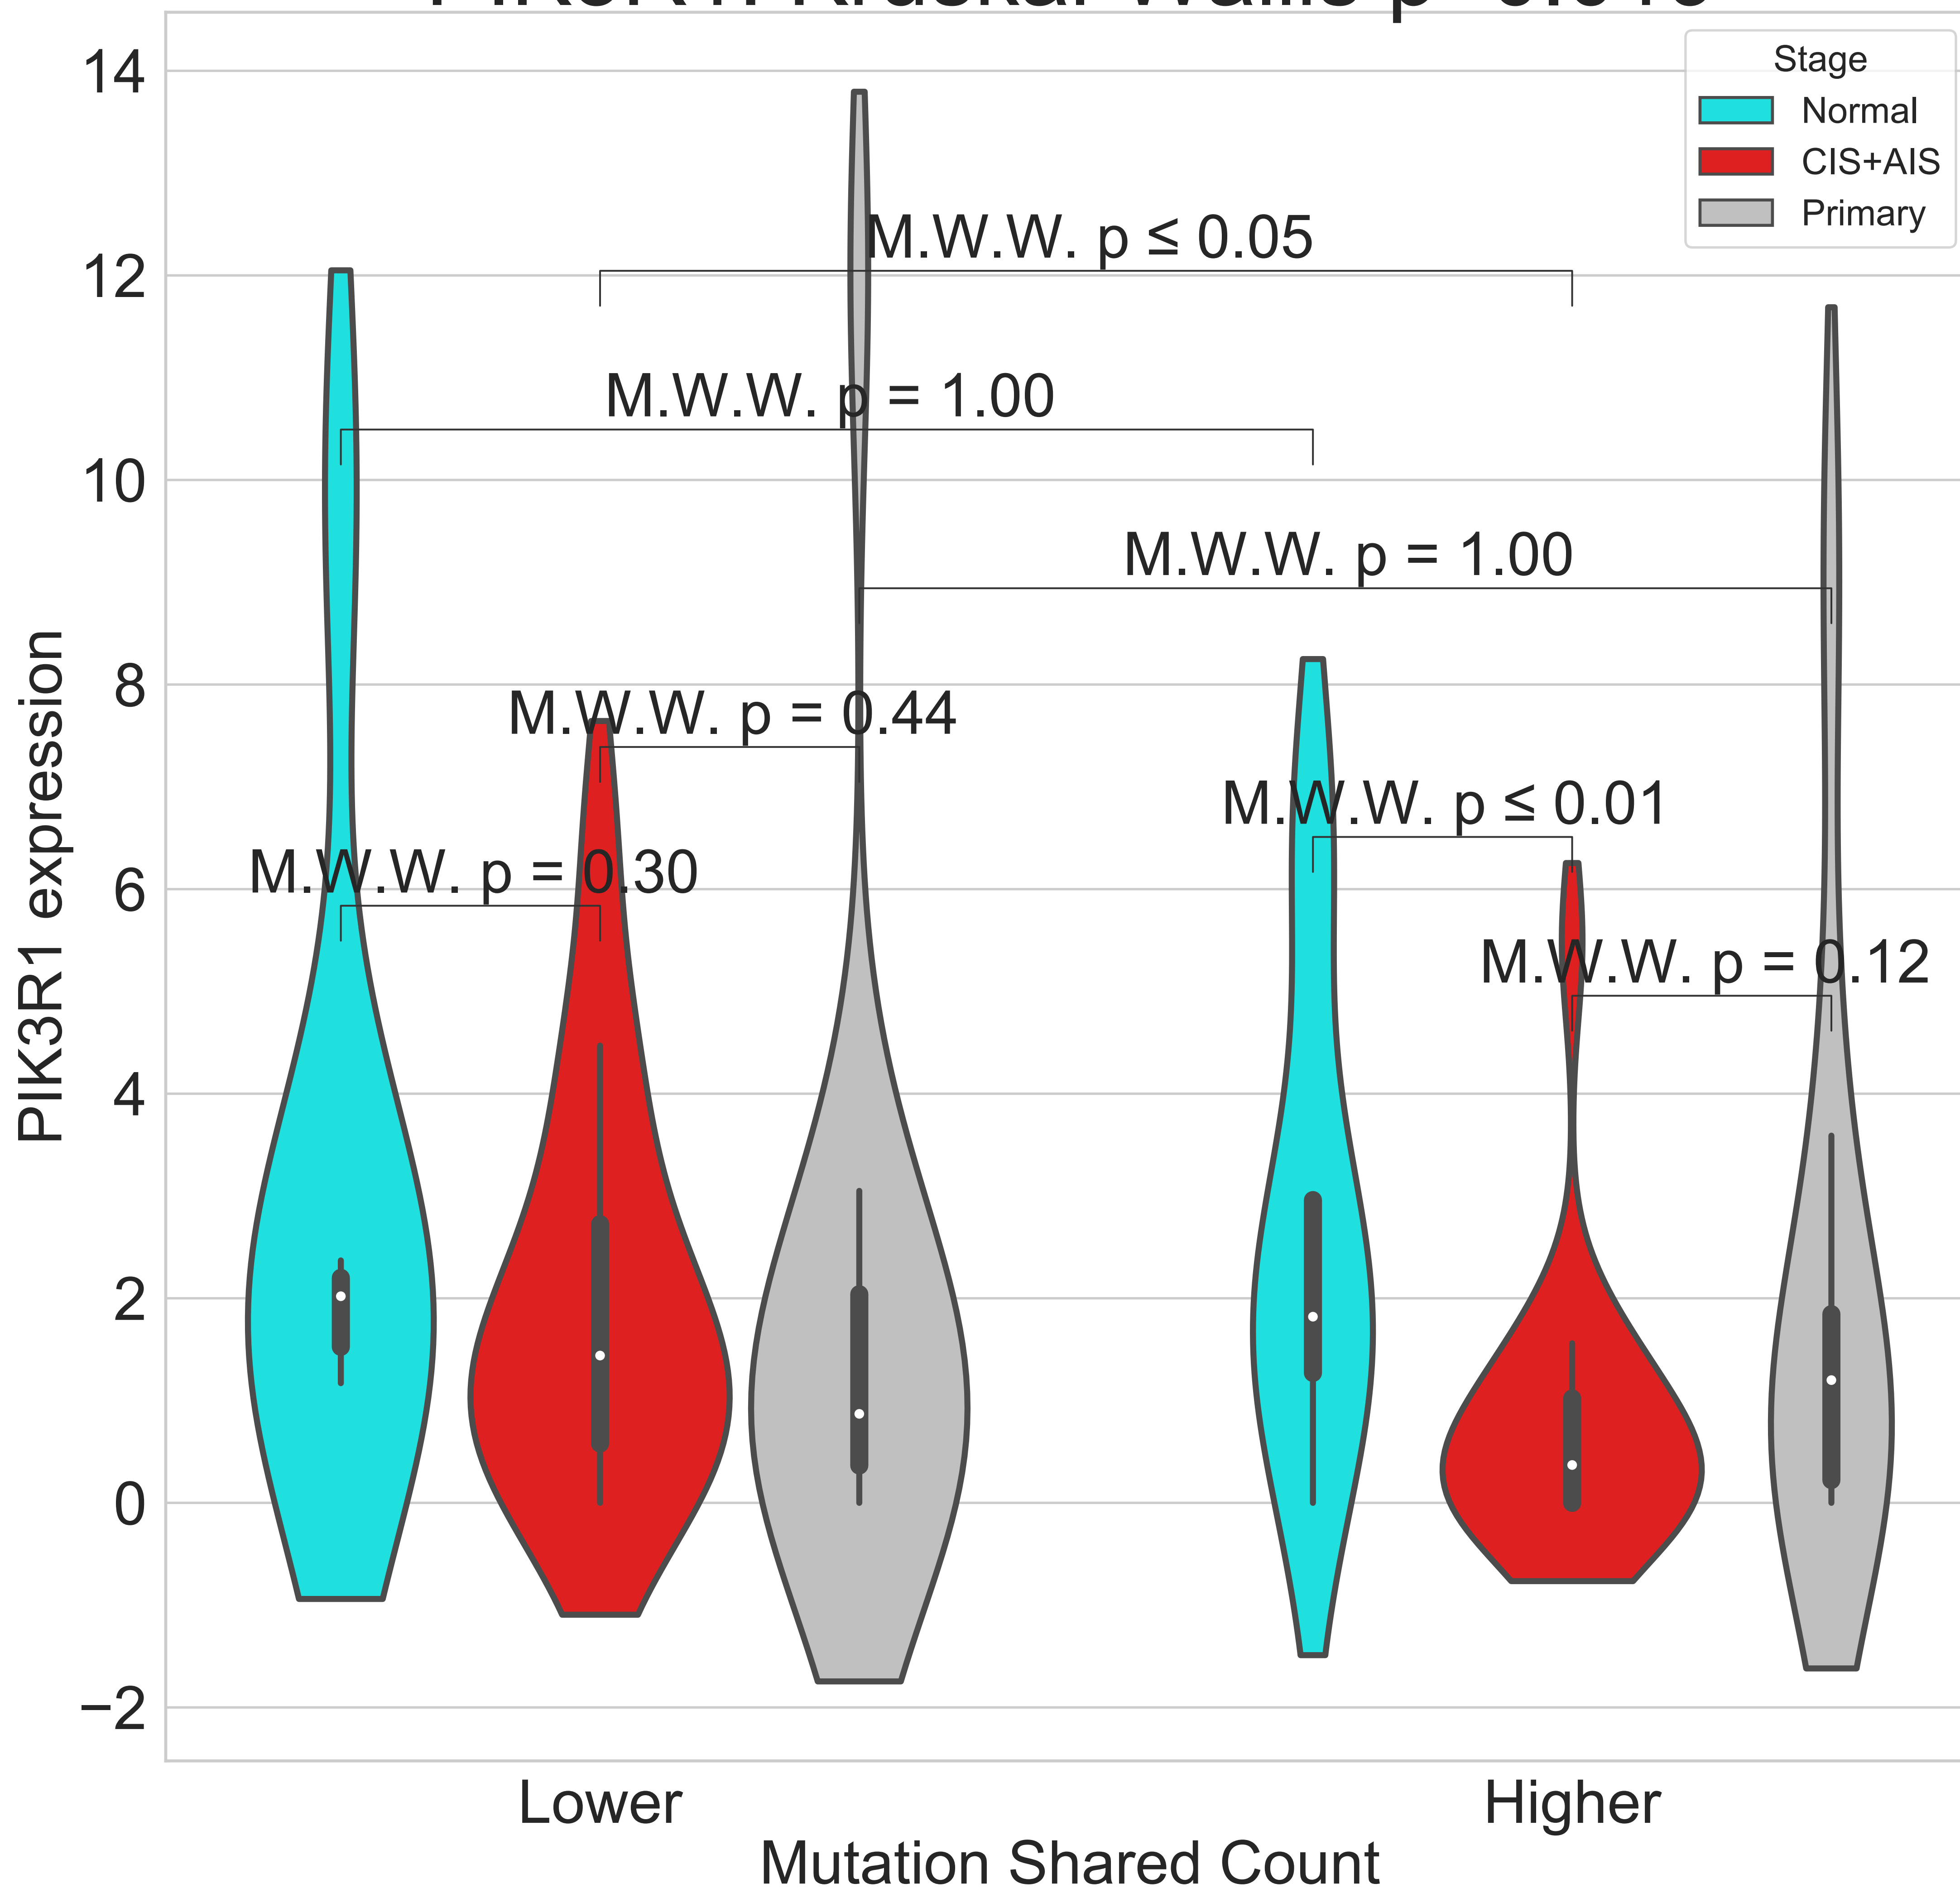 Stage
Normal
CIS+AIS
Primary
14
12
10
8
6
4
2
0
−2
PIK3R1 expression
M.W.W. p ≤ 0.05
M.W.W. p = 1.00
M.W.W. p = 1.00
M.W.W. p = 0.44
M.W.W. p ≤ 0.01
M.W.W. p = 0.30
M.W.W. p = 0.12
Lower
Higher
Mutation Shared Count